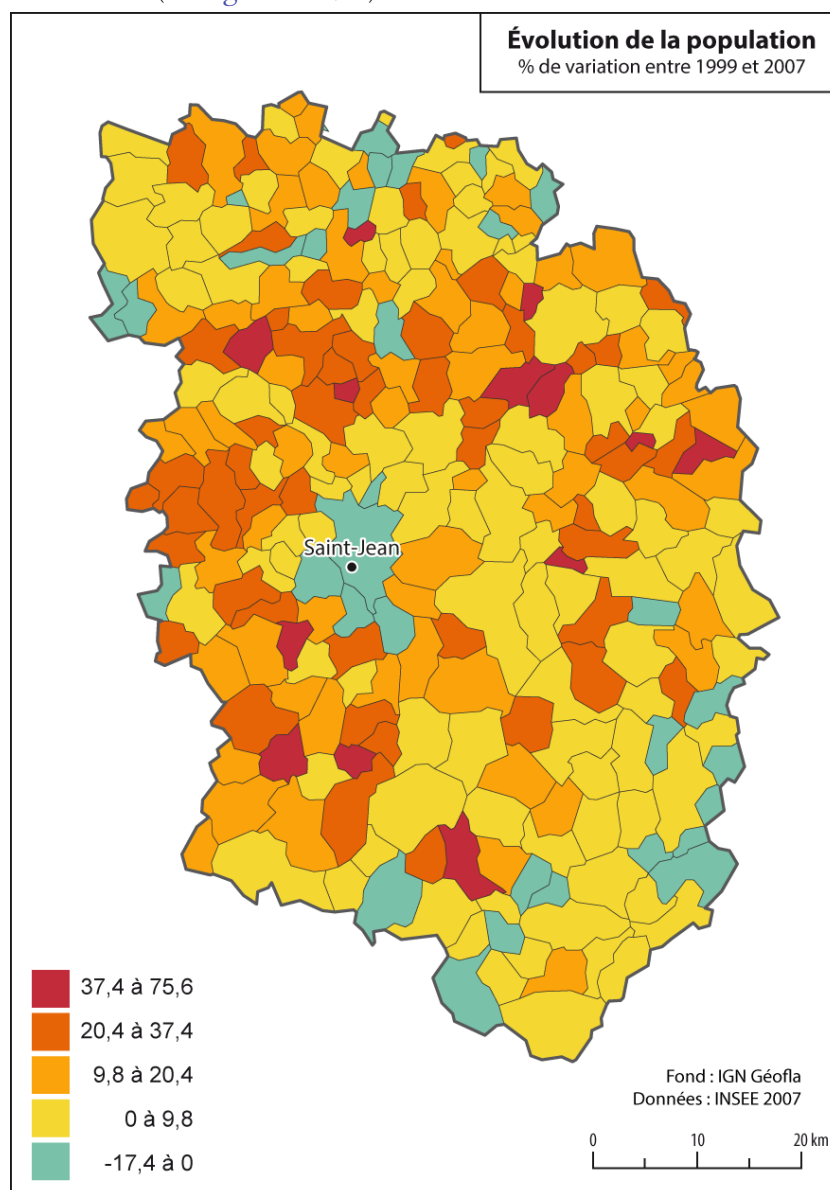 Évolution de la population
% de variation entre 1999 et 2007
Saint-Jean
37,4 à 75,6
20,4 à 37,4
9,8 à 20,4
0 à 9,8
-17,4 à 0
Fond : IGN Géofla
Données : INSEE 2007
0 10 20 km